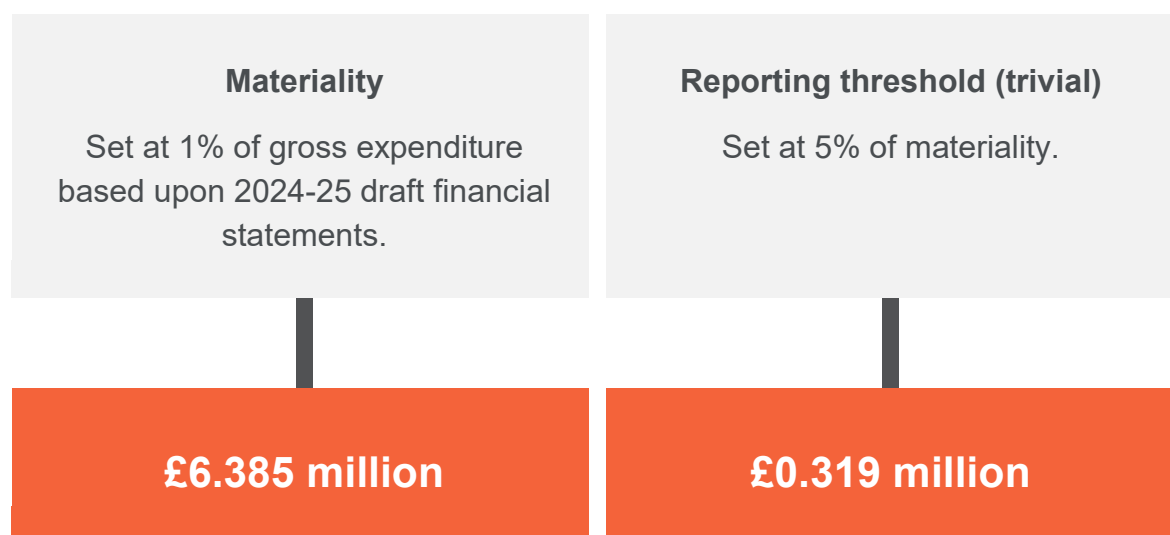 Materiality
Set at 1% of gross expenditure
based upon 2024-25 draft financial
statements.
£6.385 million
Reporting threshold (trivial)
Set at 5% of materiality.
£0.319 million